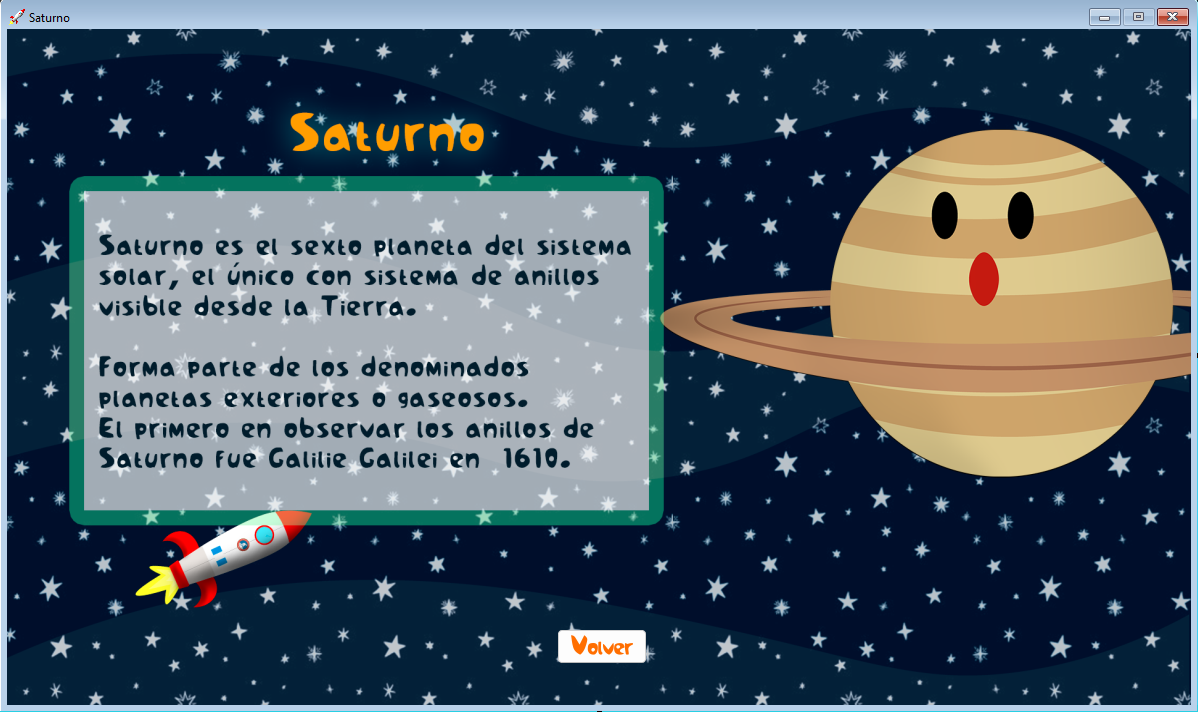 Saturno
Saturno
Saturno es el sexto planeta del sistema
solar, el único con sistema de anillos
visible desde la Tierra.
Forma parte de los denominados
planetas exteriores o gaseosos.
El primero en observar los anillos de
Saturno fue Galilie Galilei en 1610.
Volver